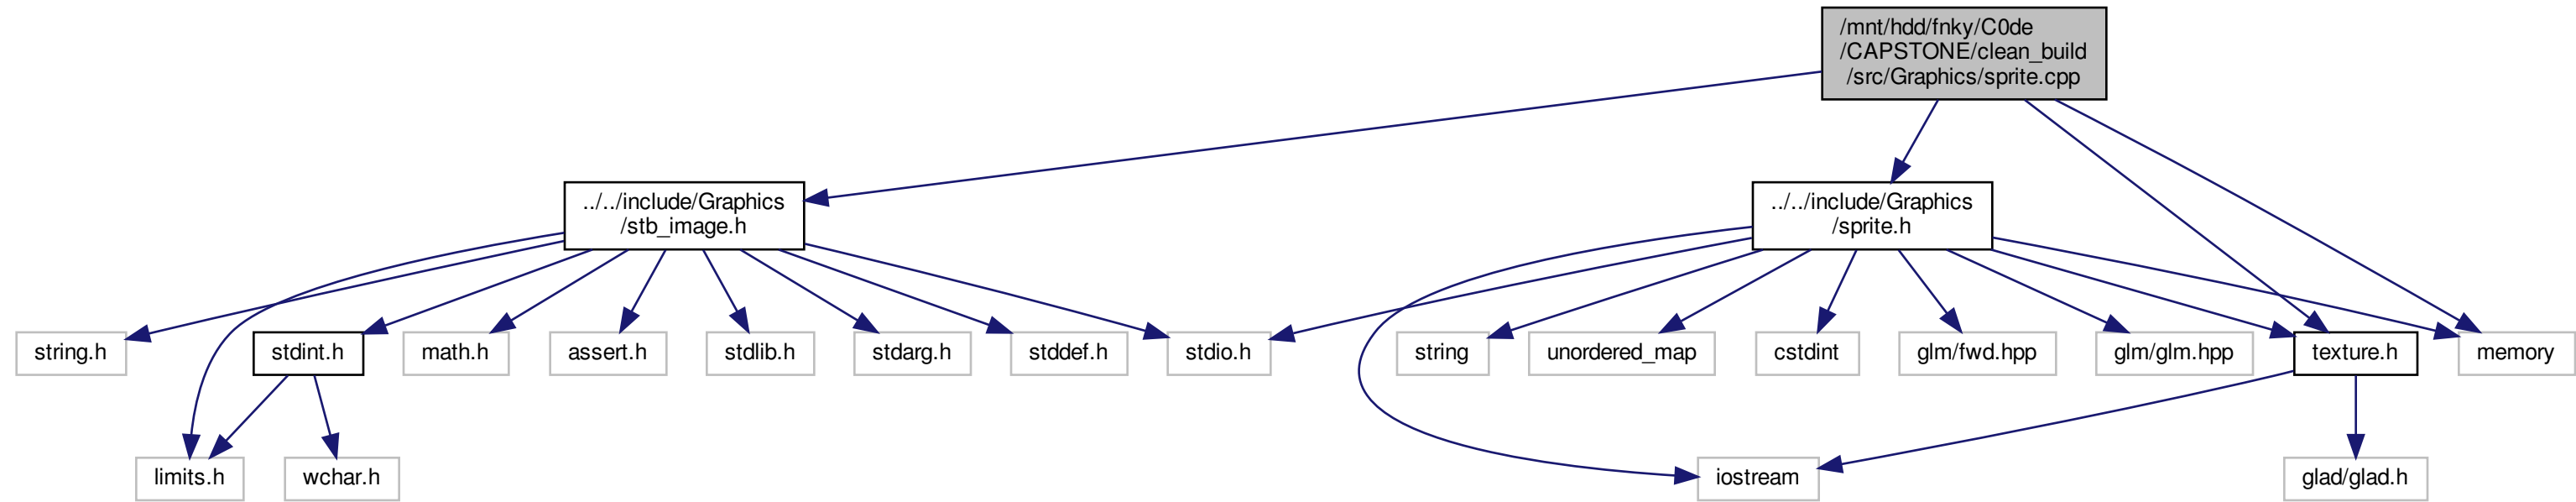 /mnt/hdd/fnky/C0de
/CAPSTONE/clean_build
/src/Graphics/sprite.cpp
../../include/Graphics
/stb_image.h
../../include/Graphics
/sprite.h
string.h
stdint.h
math.h
assert.h
stdlib.h
stdarg.h
stddef.h
stdio.h
string
unordered_map
cstdint
glm/fwd.hpp
glm/glm.hpp
texture.h
memory
limits.h
wchar.h
iostream
glad/glad.h